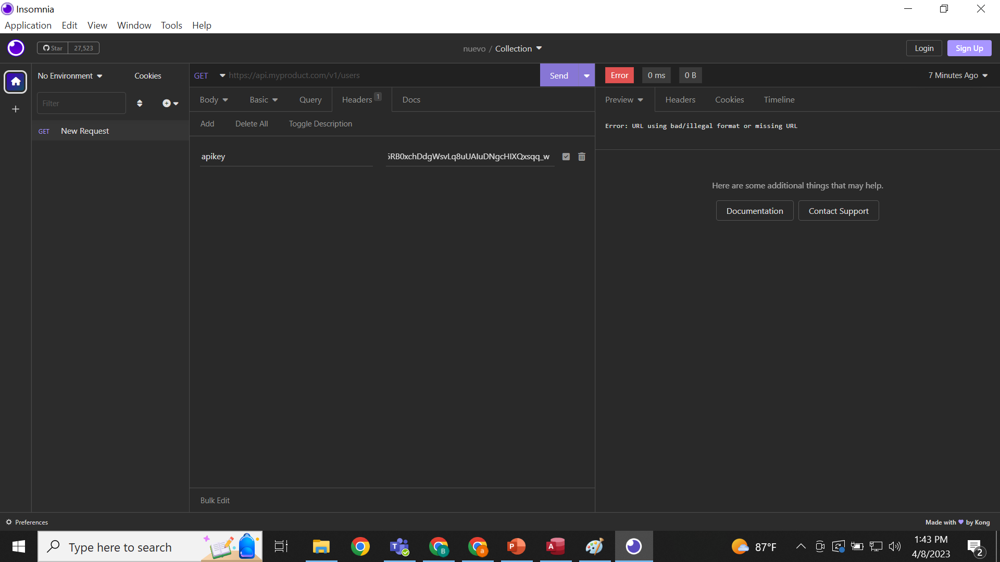 Insomnia
Application Edit View Window Tools Help
Star 27,523
nuevo / Collection
Login Sign Up
No Environment Cookies
GET https://api.myproduct.com/v1/users
Send
Error 0 ms 0 B
7 Minutes Ago
Filter
Body Basic Query Headers 1 Docs
Preview Headers Cookies Timeline
Add Delete All Toggle Description
Error: URL using bad/illegal format or missing URL
GET New Request
apikey
5RB0xchDdgWsvLq8uUAIuDNgcHIXQxsqq_w
Here are some additional things that may help.
Documentation Contact Support
Bulk Edit
Preferences
Made with by Kong
Type here to search
T
B
a
P
A
87°F
1:43 PM
4/8/2023
2